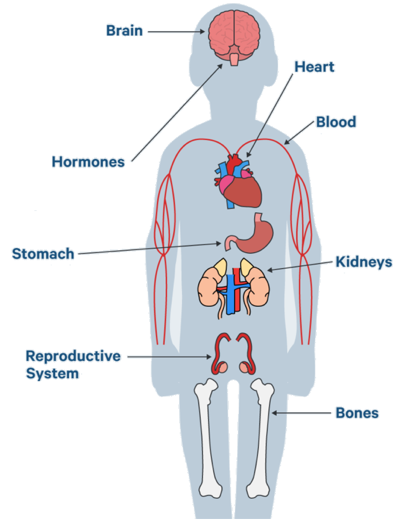 Brain
Heart
Blood
Hormones
Stomach
Kidneys
Reproductive
System
Bones